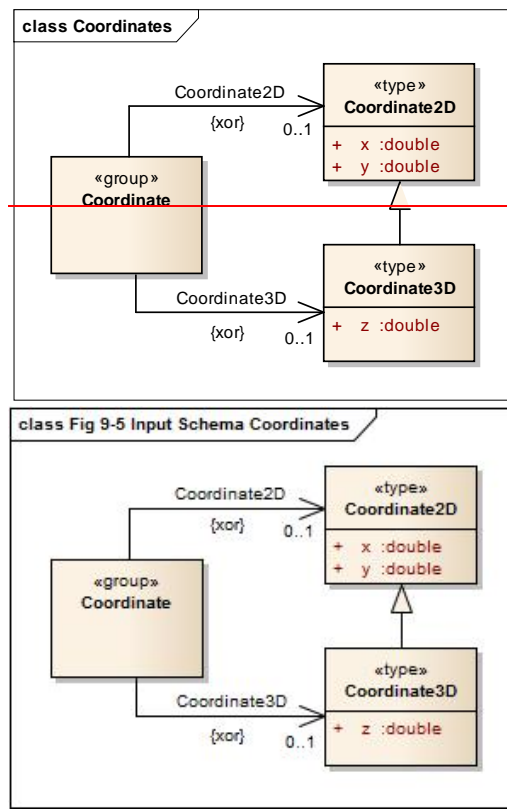 class Coordinates
Coordinate2D
{xor}
0..1
«type»
Coordinate2D
+ x :double
+ y :double
«group»
Coordinate
Coordinate3D
{xor}
0..1
«type»
Coordinate3D
+ z :double
class Fig 9-5 Input Schema Coordinates
Coordinate2D
{xor}
0..1
«type»
Coordinate2D
+ x :double
+ y :double
«group»
Coordinate
Coordinate3D
{xor}
0..1
«type»
Coordinate3D
+ z :double